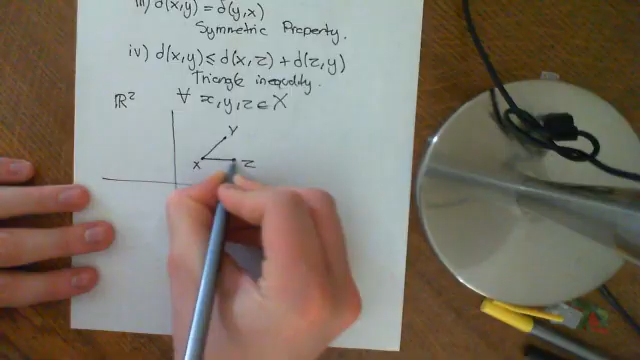 iii) d(x,y) = d(y,x)
Symmetric Property.
iv) d(x,y) ≤ d(x,z) + d(z,y)
Triangle inequality.
ℝ² ∀ x,y,z ∈ X
Y
X Z